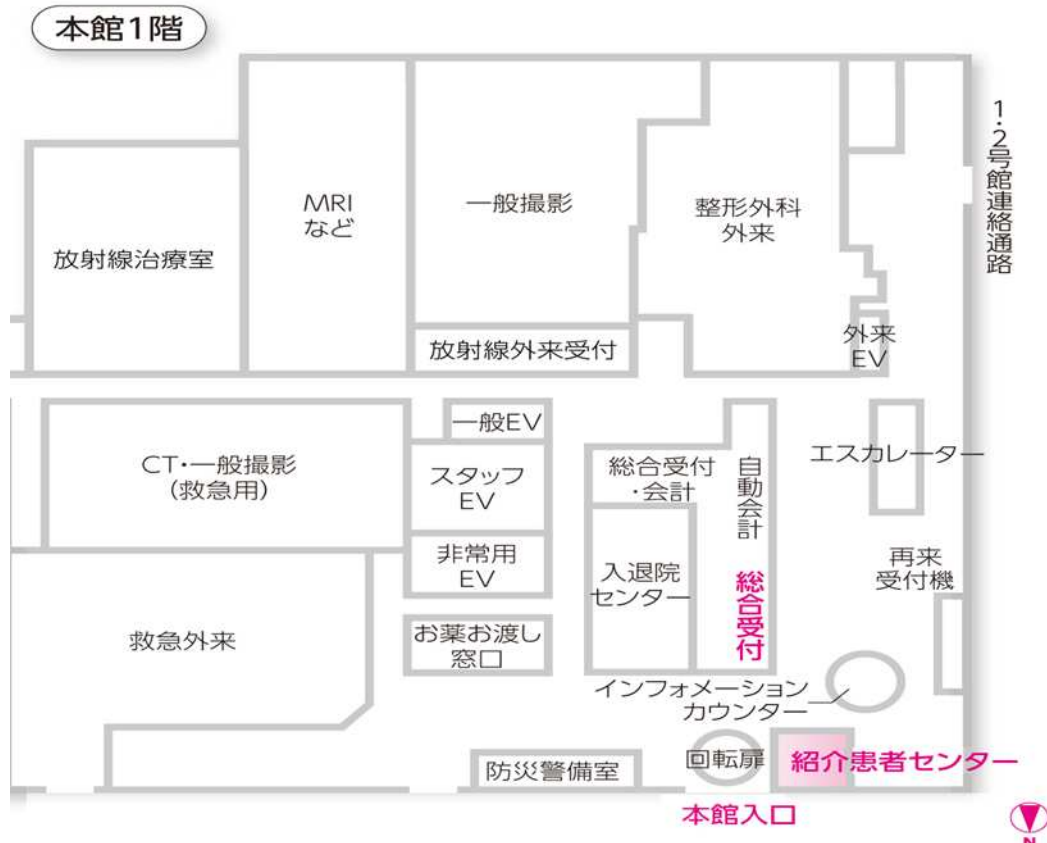 本館1階
1・2号館連絡通路
MRI
など
一般撮影
整形外科
外来
放射線治療室
放射線外来受付
外来
EV
一般EV
CT・一般撮影
(救急用)
スタッフ
EV
総合受付
・会計
自動会計
エスカレーター
非常用
EV
入退院
センター
総合受付
再来
受付機
救急外来
お薬お渡し
窓口
インフォメーション
カウンター
防災警備室
回転扉
紹介患者センター
本館入口
N